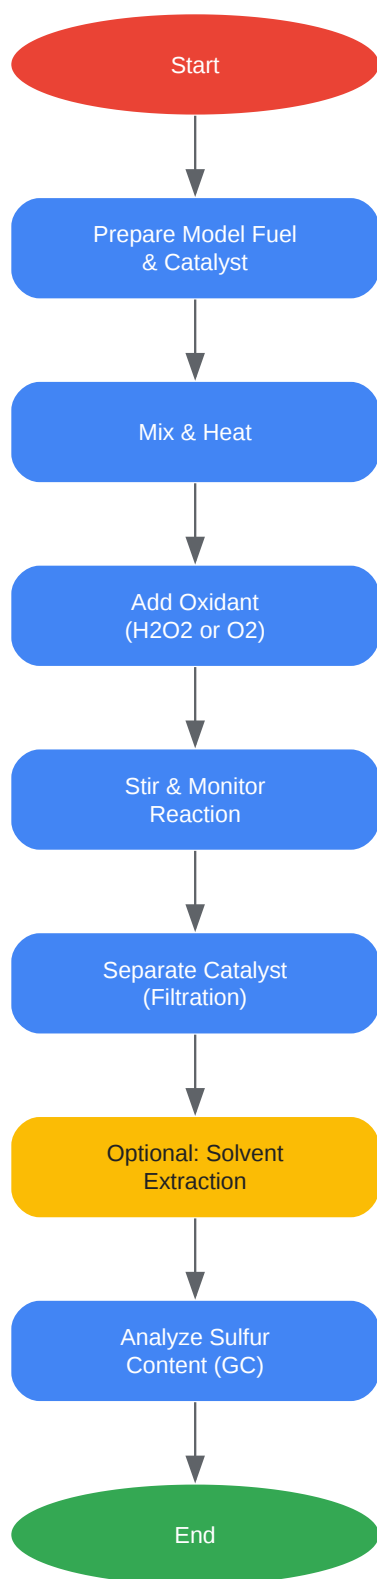 Start
Prepare Model Fuel
& Catalyst
Mix & Heat
Add Oxidant
(H2O2 or O2)
Stir & Monitor
Reaction
Separate Catalyst
(Filtration)
Optional: Solvent
Extraction
Analyze Sulfur
Content (GC)
End